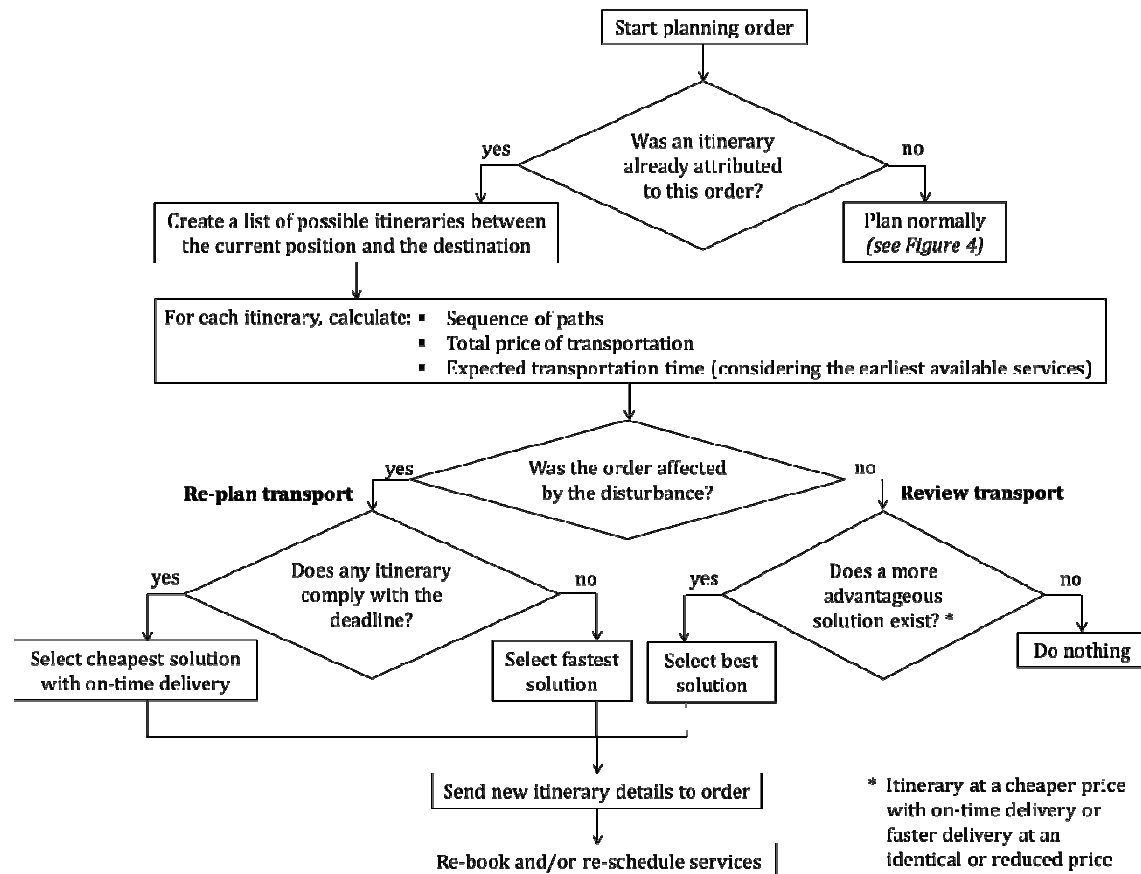 Start planning order
Was an itinerary
already attributed
to this order?
yes
no
Create a list of possible itineraries between
the current position and the destination
Plan normally
(see Figure 4)
For each itinerary, calculate: ▪ Sequence of paths
▪ Total price of transportation
▪ Expected transportation time (considering the earliest available services)
Was the order affected
by the disturbance?
yes
no
Re-plan transport
Review transport
Does any itinerary
comply with the
deadline?
yes
no
Does a more
advantageous
solution exist? *
yes
no
Select cheapest solution
with on-time delivery
Select fastest
solution
Select best
solution
Do nothing
Send new itinerary details to order
Re-book and/or re-schedule services
* Itinerary at a cheaper price
with on-time delivery or
faster delivery at an
identical or reduced price